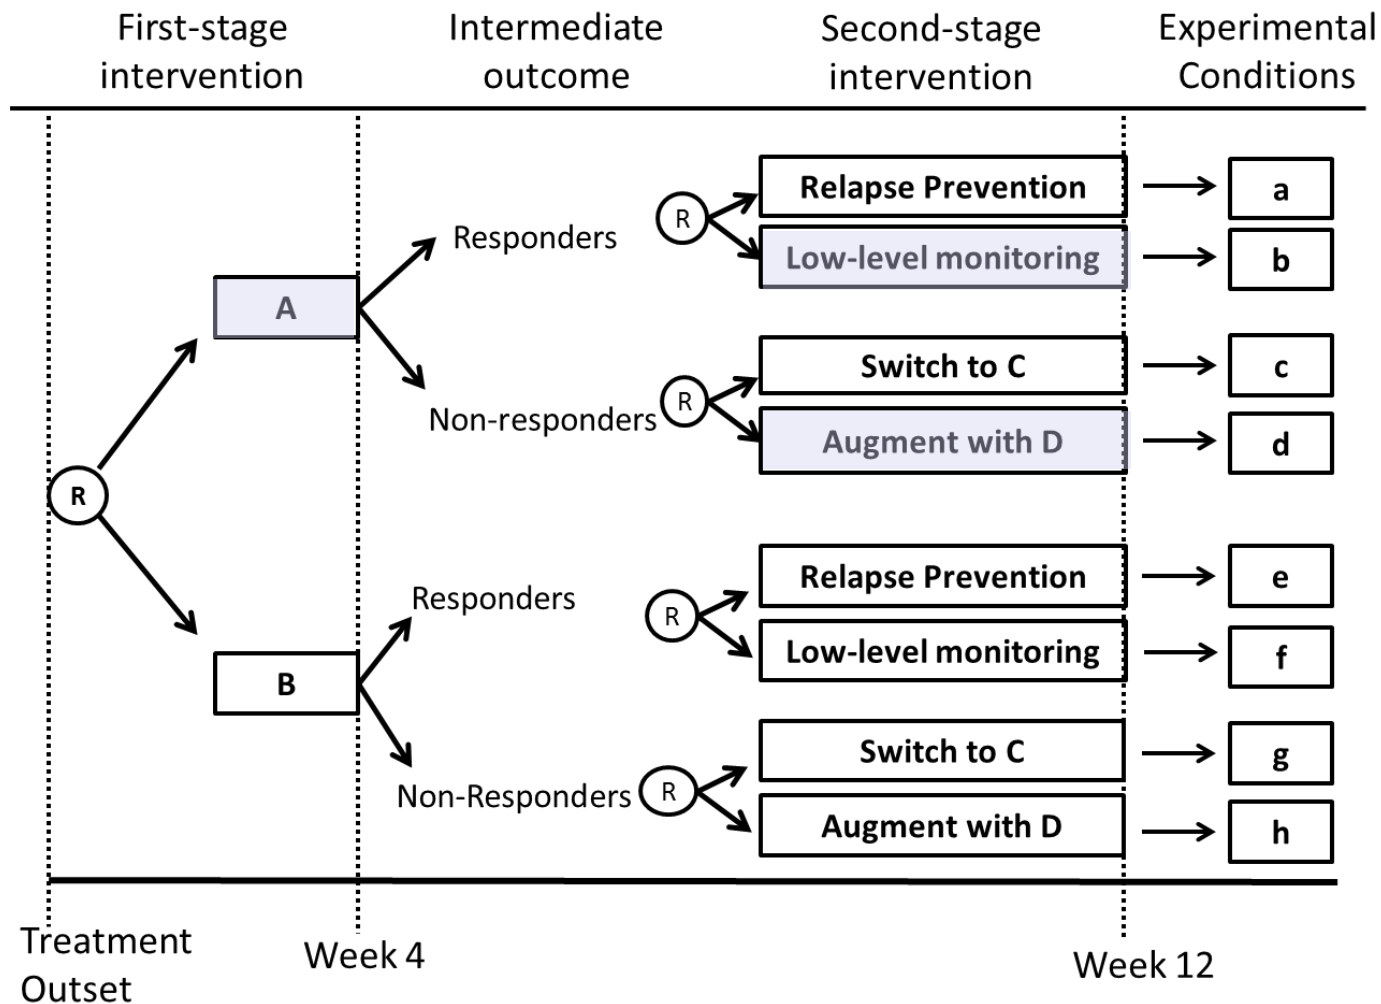 First-stage intervention
Intermediate outcome
Second-stage intervention
Experimental Conditions
R
A
Responders
R
Relapse Prevention
a
Low-level monitoring
b
Non-responders
R
Switch to C
c
Augment with D
d
B
Responders
R
Relapse Prevention
e
Low-level monitoring
f
Non-Responders
R
Switch to C
g
Augment with D
h
Treatment Outset
Week 4
Week 12